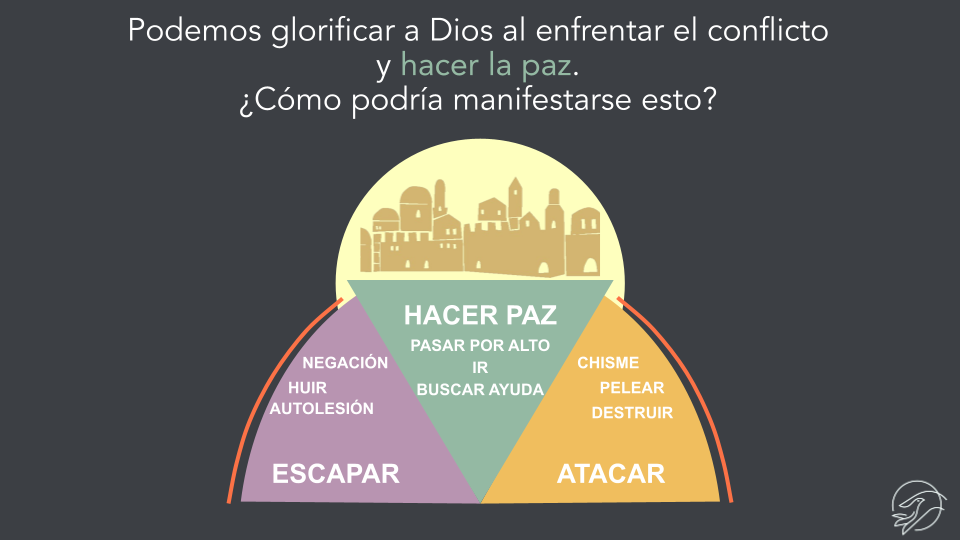 Podemos glorificar a Dios al enfrentar el conflicto
y hacer la paz.
¿Cómo podría manifestarse esto?
HACER PAZ
PASAR POR ALTO
IR
BUSCAR AYUDA
NEGACIÓN
HUIR
AUTOLESIÓN
ESCAPAR
CHISME
PELEAR
DESTRUIR
ATACAR